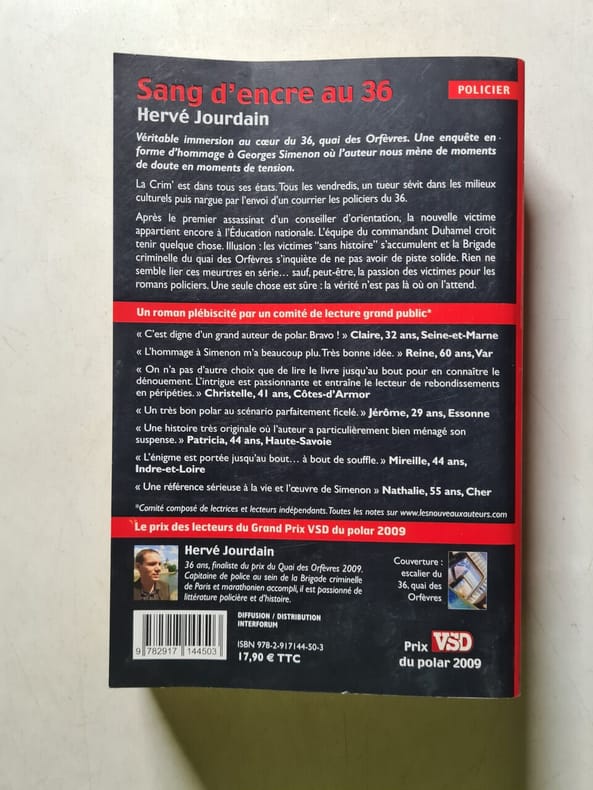 Sang d'encre au 36
POLICIER
Hervé Jourdain
Véritable immersion au cœur du 36, quai des Orfèvres. Une enquête en
forme d'hommage à Georges Simenon où l'auteur nous mène de moments
de doute en moments de tension.
La Crim' est dans tous ses états. Tous les vendredis, un tueur sévit dans les milieux
culturels puis nargue par l'envoi d'un courrier les policiers du 36.
Après le premier assassinat d'un conseiller d'orientation, la nouvelle victime
appartient encore à l'Éducation nationale. L'équipe du commandant Duhamel croit
tenir quelque chose. Illusion : les victimes "sans histoire" s'accumulent et la Brigade
criminelle du quai des Orfèvres s'inquiète de ne pas avoir de piste solide. Rien ne
semble lier ces meurtres en série... sauf, peut-être, la passion des victimes pour les
romans policiers. Une seule chose est sûre : la vérité n'est pas là où on l'attend.
Un roman plébiscité par un comité de lecture grand public*
« C'est digne d'un grand auteur de polar. Bravo ! » Claire, 32 ans, Seine-et-Marne
« L'hommage à Simenon m'a beaucoup plu. Très bonne idée. » Reine, 60 ans, Var
« On n'a pas d'autre choix que de lire le livre jusqu'au bout pour en connaître le
dénouement. L'intrigue est passionnante et entraîne le lecteur de rebondissements
en péripéties. » Christelle, 41 ans, Côtes-d'Armor
« Un très bon polar au scénario parfaitement ficelé. » Jérôme, 29 ans, Essonne
« Une histoire très originale où l'auteur a particulièrement bien ménagé son
suspense. » Patricia, 44 ans, Haute-Savoie
« L'énigme est portée jusqu'au bout... à bout de souffle. » Mireille, 44 ans,
Indre-et-Loire
« Une référence sérieuse à la vie et l'œuvre de Simenon » Nathalie, 55 ans, Cher
*Comité composé de lectrices et lecteurs indépendants. Toutes les notes sur www.lesnouveauxauteurs.com
Le prix des lecteurs du Grand Prix VSD du polar 2009
Hervé Jourdain
36 ans, finaliste du prix du Quai des Orfèvres 2009.
Capitaine de police au sein de la Brigade criminelle
de Paris et marathonien accompli, il est passionné de
littérature policière et d'histoire.
Couverture :
escalier du
36, quai des
Orfèvres
DIFFUSION / DISTRIBUTION
INTERFORUM
ISBN 978-2-917144-50-3
17,90 € TTC
9 782917 144503
Prix VSD
du polar 2009